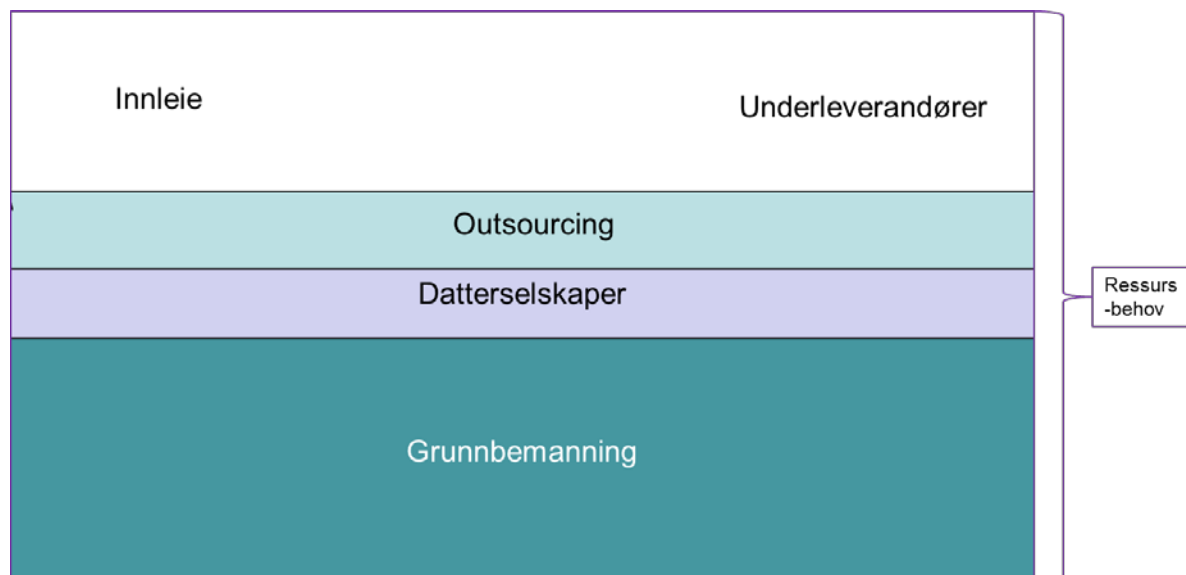 Innleie
Underleverandører
Outsourcing
Datterselskaper
Ressurs
-behov
Grunnbemanning